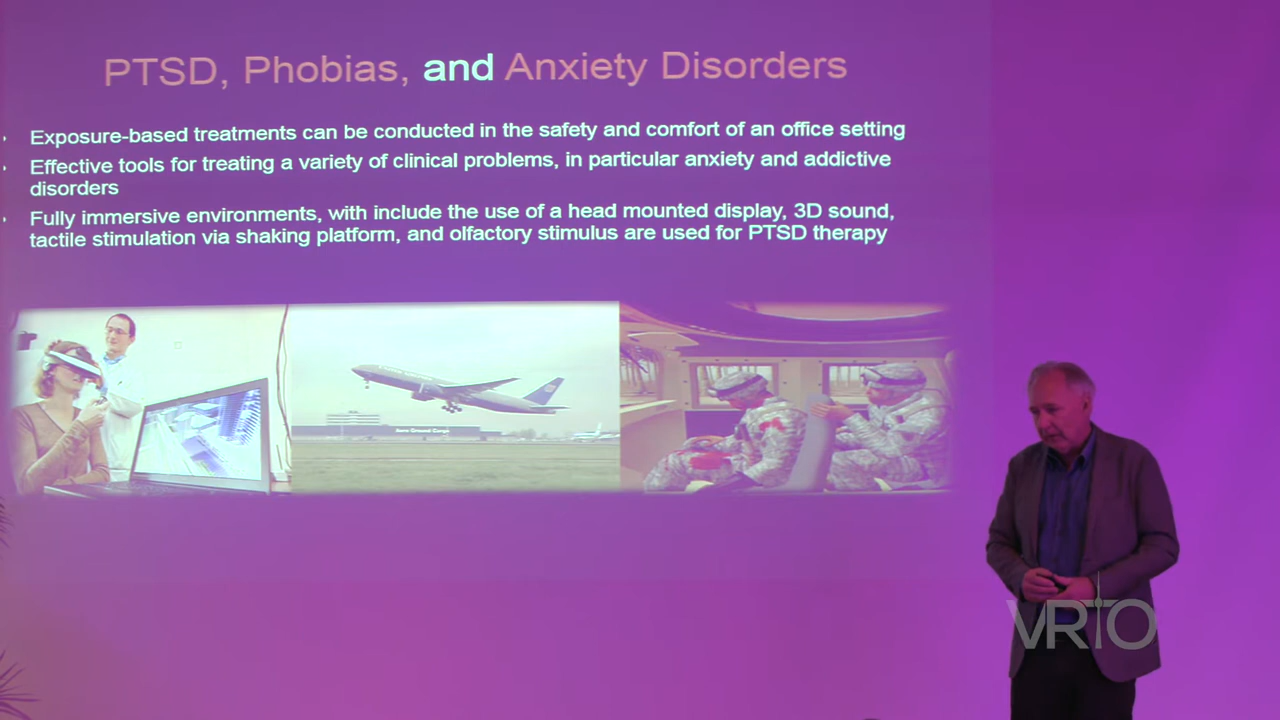 PTSD, Phobias, and Anxiety Disorders
Exposure-based treatments can be conducted in the safety and comfort of an office setting
Effective tools for treating a variety of clinical problems, in particular anxiety and addictive
disorders
Fully immersive environments, with include the use of a head mounted display, 3D sound,
tactile stimulation via shaking platform, and olfactory stimulus are used for PTSD therapy
Aero Ground Cargo
VRTO